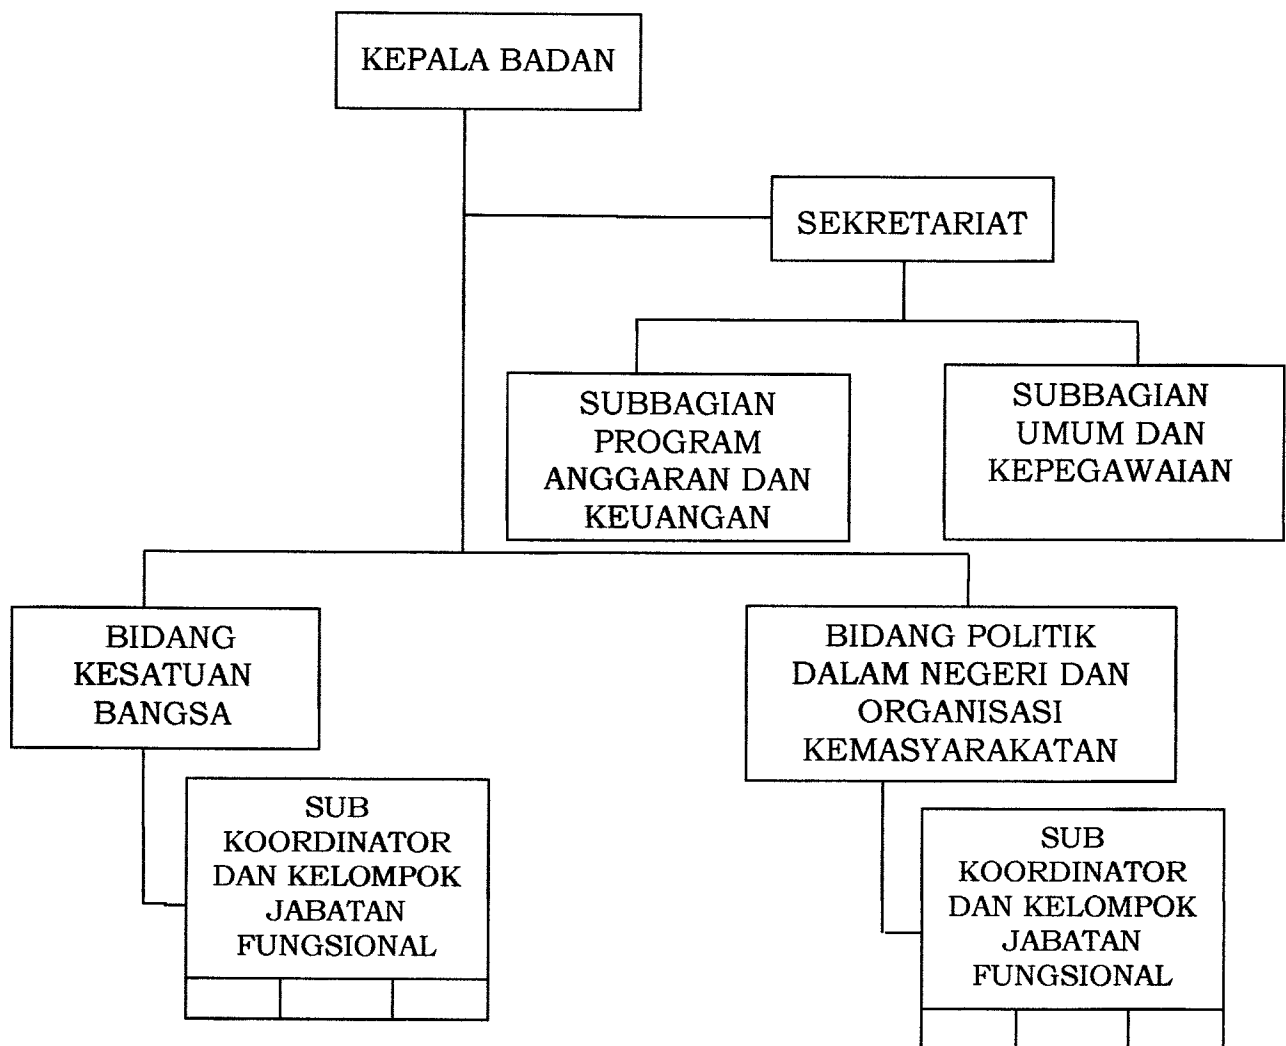 KEPALA BADAN
SEKRETARIAT
SUBBAGIAN
PROGRAM
ANGGARAN DAN
KEUANGAN
SUBBAGIAN
UMUM DAN
KEPEGAWAIAN
BIDANG
KESATUAN
BANGSA
BIDANG POLITIK
DALAM NEGERI DAN
ORGANISASI
KEMASYARAKATAN
SUB
KOORDINATOR
DAN KELOMPOK
JABATAN
FUNGSIONAL
SUB
KOORDINATOR
DAN KELOMPOK
JABATAN
FUNGSIONAL